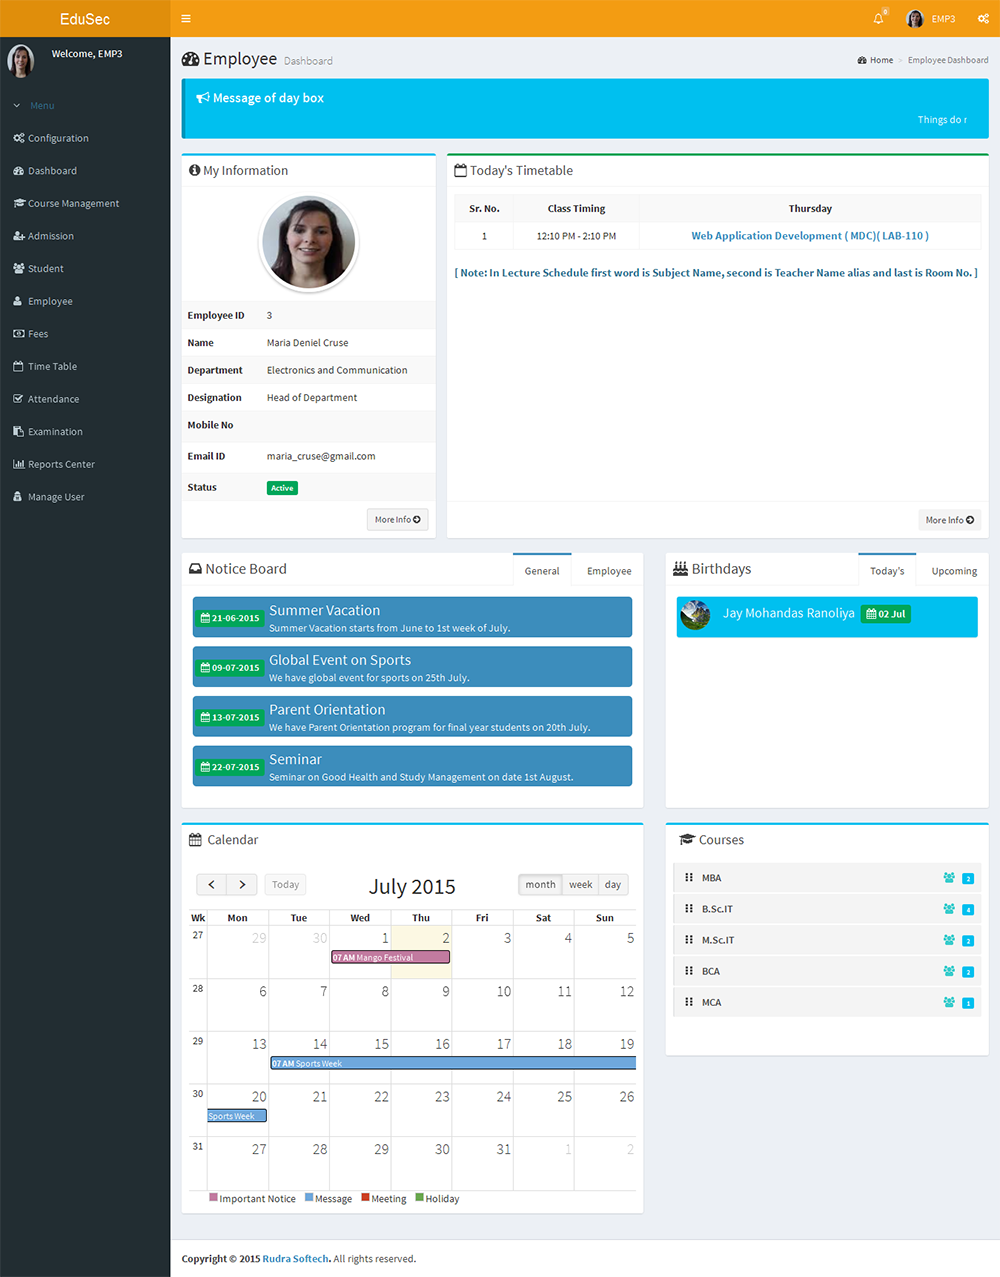 EduSec
0
EMP3
Welcome, EMP3
Menu
Configuration
Dashboard
Course Management
Admission
Student
Employee
Fees
Time Table
Attendance
Examination
Reports Center
Manage User
Employee Dashboard
Home > Employee Dashboard
Message of day box
Things do r
My Information
Employee ID 3
Name Maria Deniel Cruse
Department Electronics and Communication
Designation Head of Department
Mobile No
Email ID maria_cruse@gmail.com
Status Active
More Info
Today's Timetable
Sr. No. Class Timing Thursday
1 12:10 PM - 2:10 PM Web Application Development ( MDC)( LAB-110 )
[ Note: In Lecture Schedule first word is Subject Name, second is Teacher Name alias and last is Room No. ]
More Info
Notice Board General Employee
21-06-2015 Summer Vacation
Summer Vacation starts from June to 1st week of July.
09-07-2015 Global Event on Sports
We have global event for sports on 25th July.
13-07-2015 Parent Orientation
We have Parent Orientation program for final year students on 20th July.
22-07-2015 Seminar
Seminar on Good Health and Study Management on date 1st August.
Birthdays Today's Upcoming
Jay Mohandas Ranoliya 02 Jul
Calendar
Today July 2015 month week day
Wk Mon Tue Wed Thu Fri Sat Sun
27 29 30 1 2 3 4 5
07 AM Mango Festival
28 6 7 8 9 10 11 12
29 13 14 15 16 17 18 19
07 AM Sports Week
30 20 21 22 23 24 25 26
Sports Week
31 27 28 29 30 31 1 2
Important Notice Message Meeting Holiday
Courses
MBA 2
B.Sc.IT 4
M.Sc.IT 2
BCA 2
MCA 1
Copyright © 2015 Rudra Softech. All rights reserved.